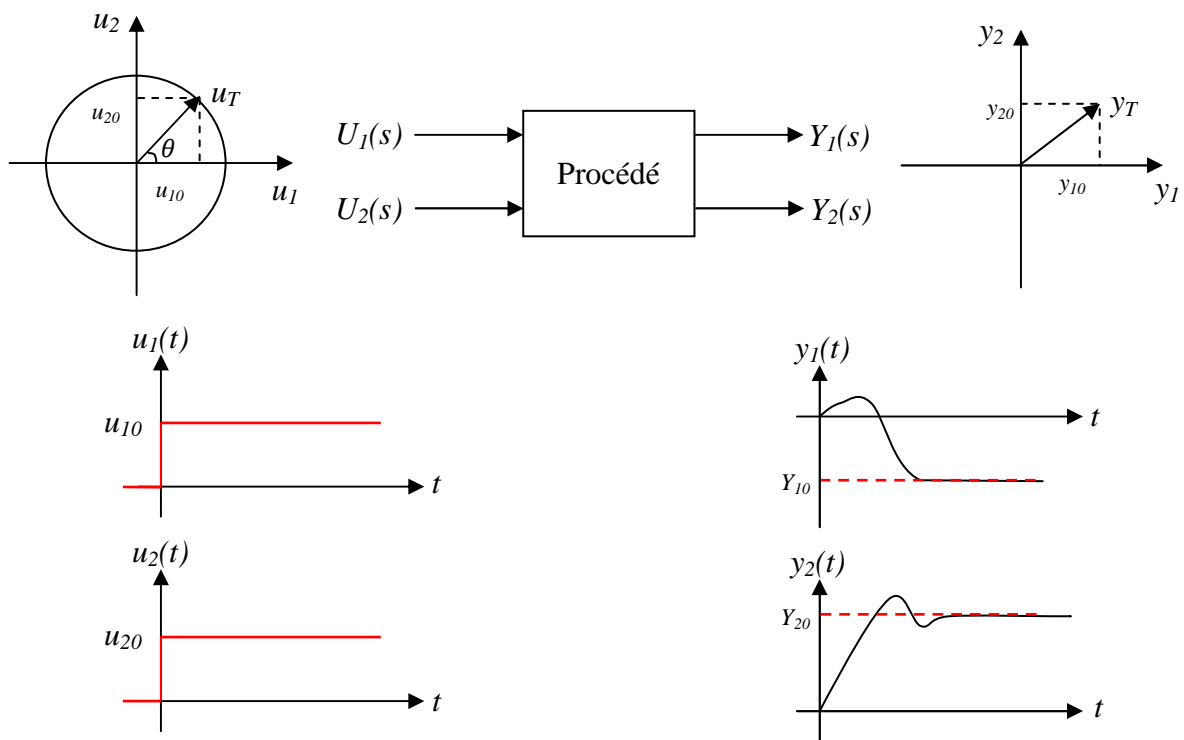 u2
uT
u20
θ
u10
u1
U1(s)
U2(s)
Procédé
Y1(s)
Y2(s)
y2
y20
yT
y10
y1
u1(t)
u10
t
y1(t)
t
Y10
u2(t)
u20
t
y2(t)
Y20
t